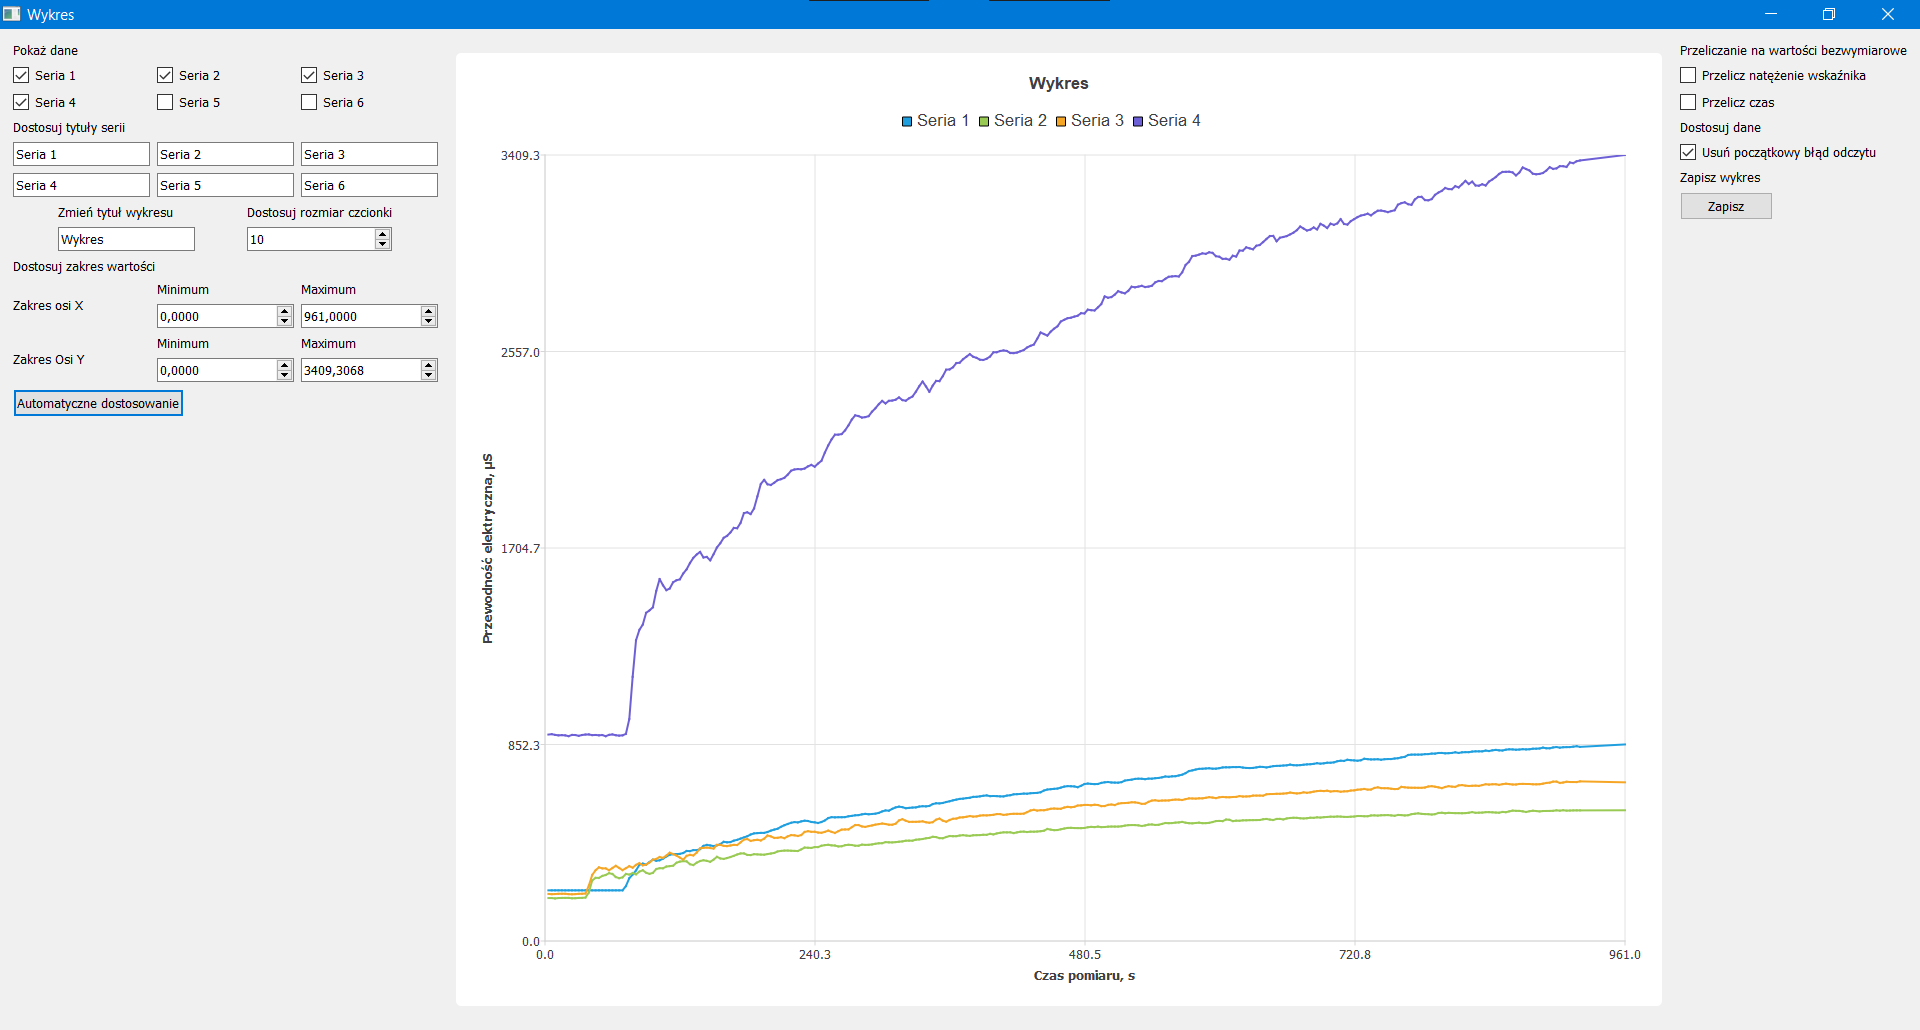 Wykres
Pokaż dane
Seria 1 Seria 2 Seria 3
Seria 4 Seria 5 Seria 6
Dostosuj tytuły serii
Seria 1 Seria 2 Seria 3
Seria 4 Seria 5 Seria 6
Zmień tytuł wykresu Dostosuj rozmiar czcionki
Wykres 10
Dostosuj zakres wartości
Minimum Maximum
Zakres osi X 0,0000 961,0000
Minimum Maximum
Zakres Osi Y 0,0000 3409,3068
Automatyczne dostosowanie
Wykres
Seria 1 Seria 2 Seria 3 Seria 4
3409.3
2557.0
1704.7
852.3
0.0
Przewodność elektryczna, µS
0.0 240.3 480.5 720.8 961.0
Czas pomiaru, s
Przeliczanie na wartości bezwymiarowe
Przelicz natężenie wskaźnika
Przelicz czas
Dostosuj dane
Usuń początkowy błąd odczytu
Zapisz wykres
Zapisz